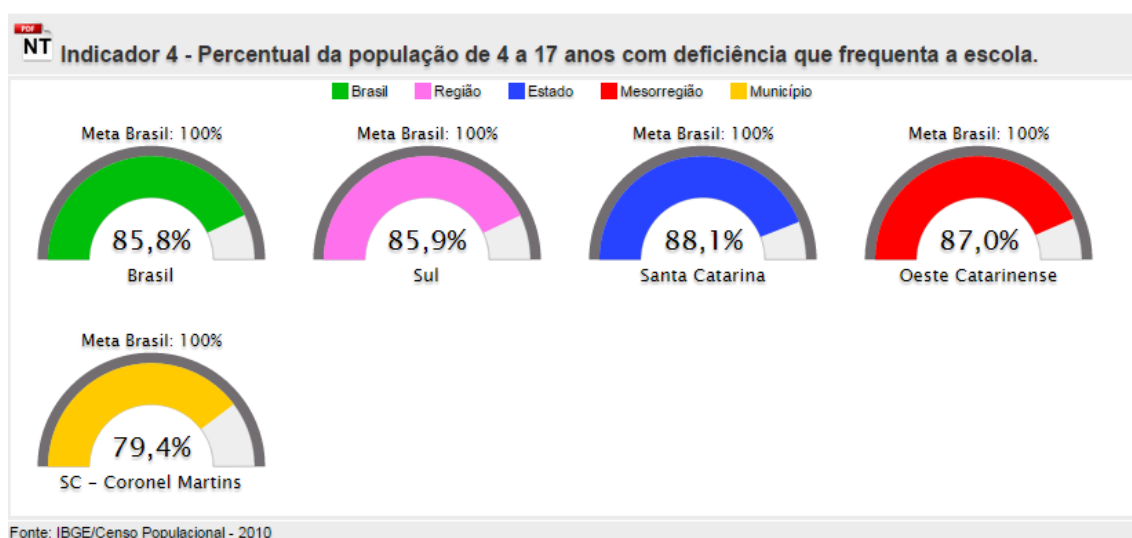 PDF
NT
Indicador 4 - Percentual da população de 4 a 17 anos com deficiência que frequenta a escola.
Brasil Região Estado Mesorregião Município
Meta Brasil: 100% Meta Brasil: 100% Meta Brasil: 100% Meta Brasil: 100%
85,8% 85,9% 88,1% 87,0%
Brasil Sul Santa Catarina Oeste Catarinense
Meta Brasil: 100%
79,4%
SC - Coronel Martins
Fonte: IBGE/Censo Populacional - 2010